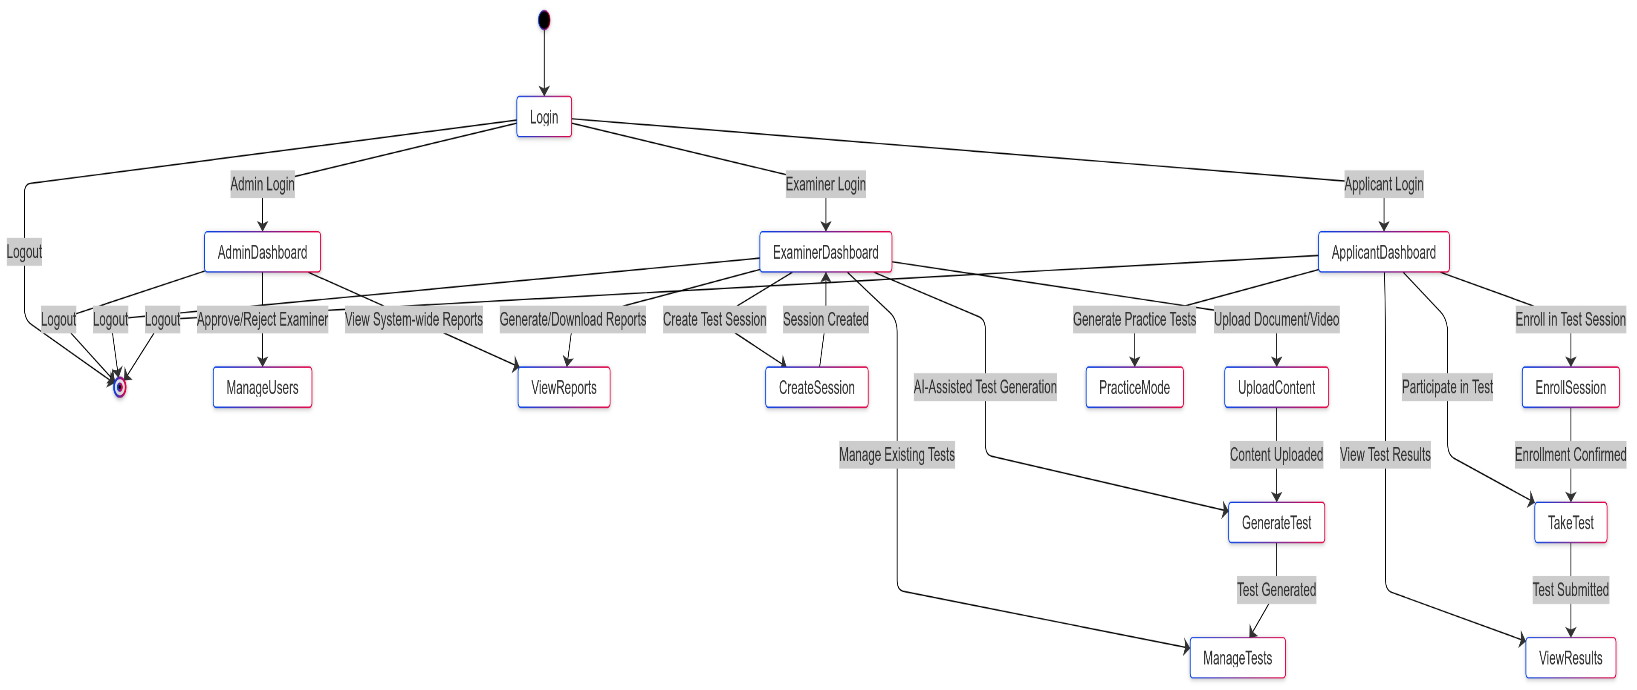 Login
Admin Login
Examiner Login
Applicant Login
Logout
AdminDashboard
ExaminerDashboard
ApplicantDashboard
Logout
Logout
Logout
Approve/Reject Examiner
View System-wide Reports
Generate/Download Reports
Create Test Session
Session Created
Generate Practice Tests
Upload Document/Video
Enroll in Test Session
ManageUsers
ViewReports
CreateSession
AI-Assisted Test Generation
PracticeMode
UploadContent
Participate in Test
EnrollSession
Manage Existing Tests
Content Uploaded
View Test Results
Enrollment Confirmed
GenerateTest
TakeTest
Test Generated
Test Submitted
ManageTests
ViewResults